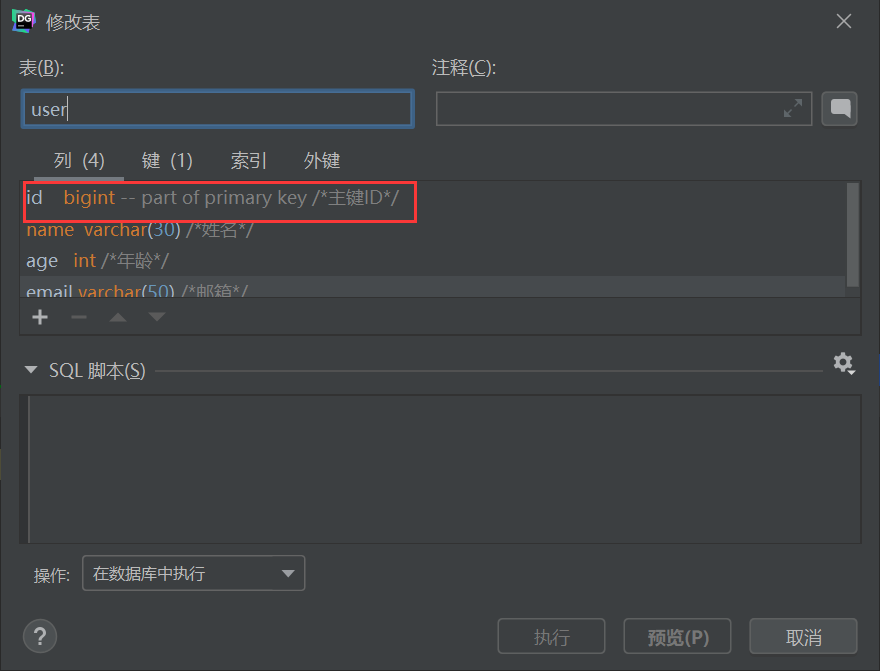 DG 修改表
表(B): 注释(C):
user
列 (4) 键 (1) 索引 外键
id bigint -- part of primary key /*主键ID*/
name varchar(30) /*姓名*/
age int /*年龄*/
email varchar(50) /*邮箱*/
SQL 脚本(S)
操作: 在数据库中执行
? 执行 预览(P) 取消